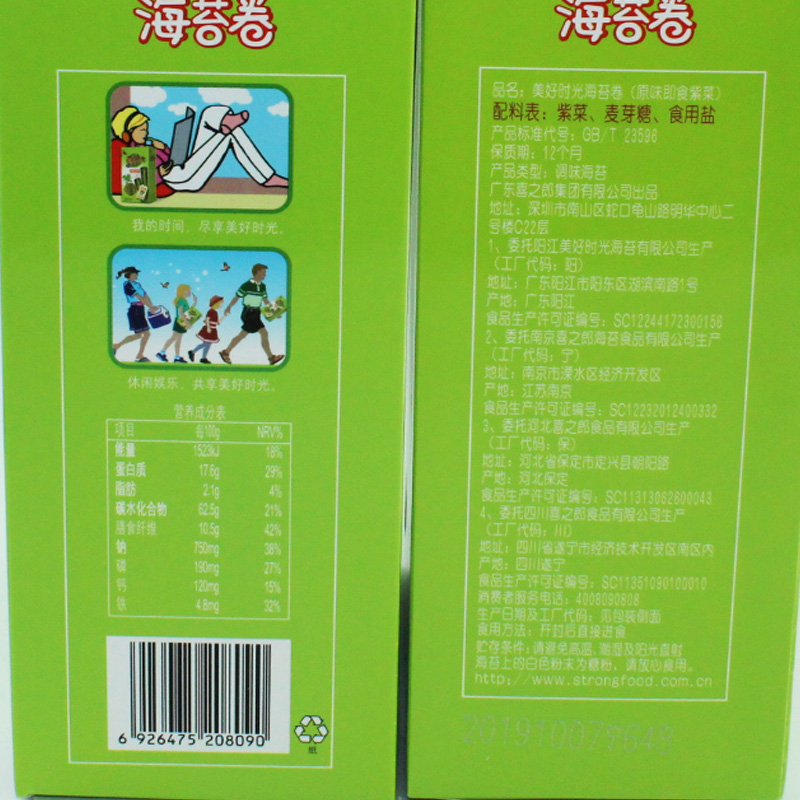 海苔卷
我的时间，尽享美好时光。
休闲娱乐，共享美好时光。
营养成分表
项目 每100g NRV%
能量 1523kJ 18%
蛋白质 17.6g 29%
脂肪 2.1g 4%
碳水化合物 62.5g 21%
膳食纤维 10.5g 42%
钠 750mg 38%
磷 190mg 27%
钙 120mg 15%
铁 4.8mg 32%
6 926475 208090
纸
海苔卷
品名：美好时光海苔卷（原味即食紫菜）
配料表：紫菜、麦芽糖、食用盐
产品标准代号：GB/T 23596
保质期：12个月
产品类型：调味海苔
广东喜之郎集团有限公司出品
地址：深圳市南山区蛇口龟山路明华中心二
号楼C22层
1、委托阳江美好时光海苔有限公司生产
（工厂代码：阳）
地址：广东阳江市阳东区湖滨南路1号
产地：广东阳江
食品生产许可证编号：SC12244172300156
2、委托南京喜之郎海苔食品有限公司生产
（工厂代码：宁）
地址：南京市溧水区经济开发区
产地：江苏南京
食品生产许可证编号：SC12232012400332
3、委托河北喜之郎食品有限公司生产
（工厂代码：保）
地址：河北省保定市定兴县朝阳路
产地：河北保定
食品生产许可证编号：SC11313062600043
4、委托四川喜之郎食品有限公司生产
（工厂代码：川）
地址：四川省遂宁市经济技术开发区南区内
产地：四川遂宁
食品生产许可证编号：SC11351090100010
消费者服务电话：4008090808
生产日期及工厂代码：见包装侧面
食用方法：开封后直接进食
贮存条件：请避免高温、潮湿及阳光直射
海苔上的白色粉末为糖粉，请放心食用。
http://www.strongfood.com.cn
20191007宁648